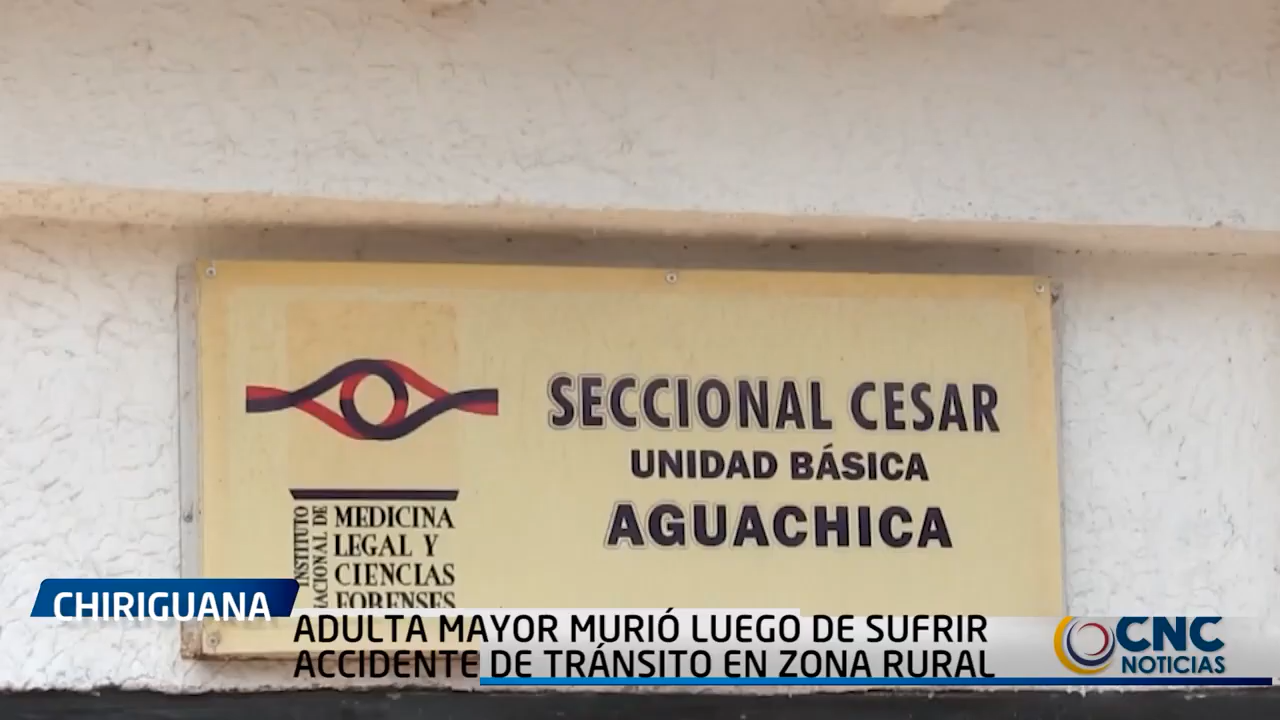 SECCIONAL CESAR
UNIDAD BÁSICA
AGUACHICA
INSTITUTO
NACIONAL DE
MEDICINA
LEGAL Y
CIENCIAS
FORENSES
CHIRIGUANA
ADULTA MAYOR MURIÓ LUEGO DE SUFRIR
ACCIDENTE DE TRÁNSITO EN ZONA RURAL
CNC
NOTICIAS